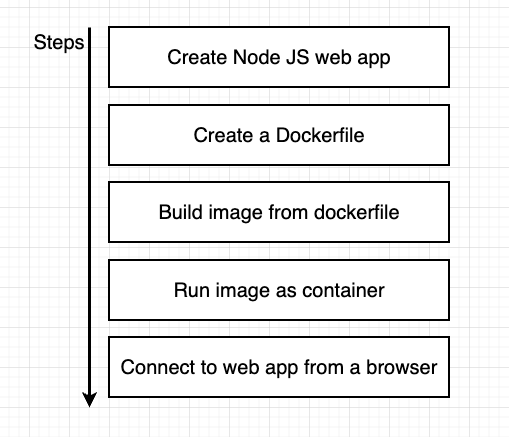 Steps
Create Node JS web app
Create a Dockerfile
Build image from dockerfile
Run image as container
Connect to web app from a browser